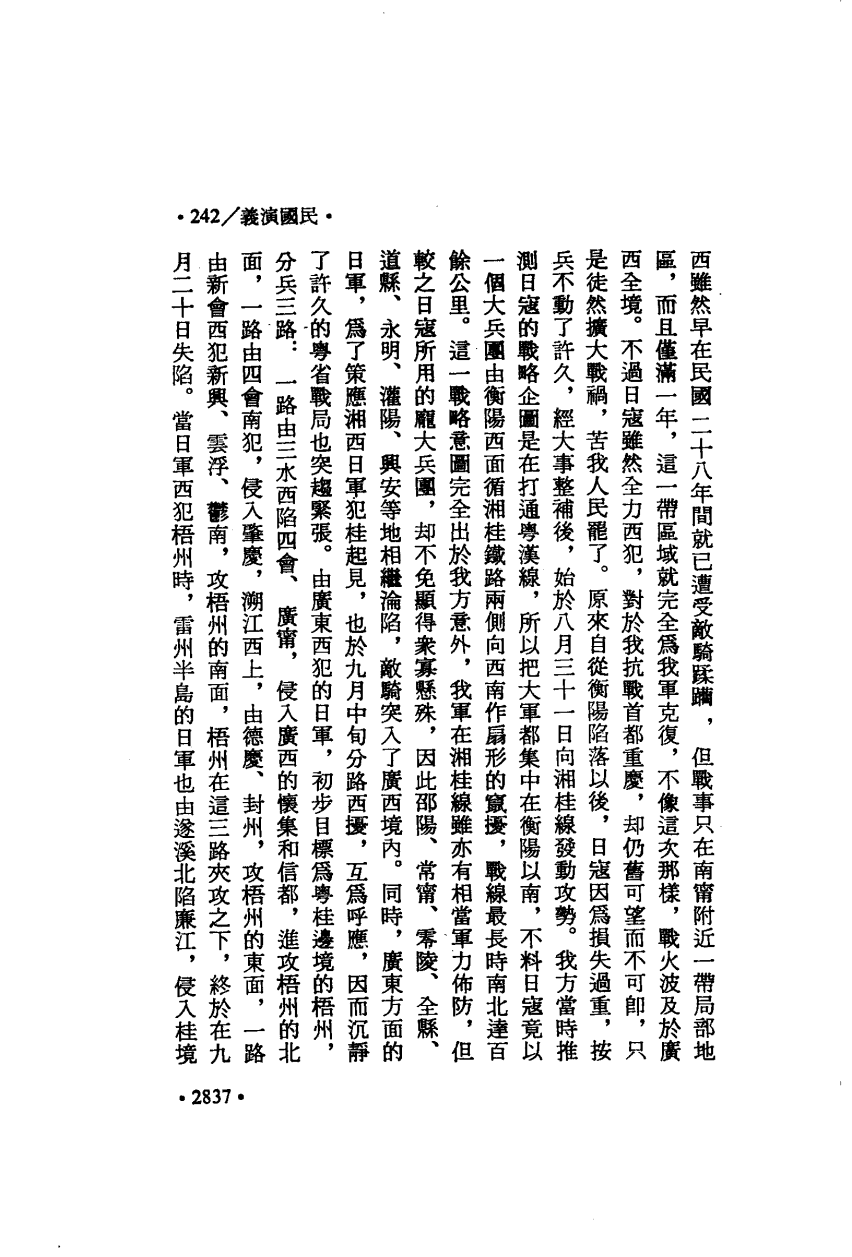 •242／義演國民•
西雖然早在民國二十八年間就已遭受敵騎蹂躪，但戰事只在南甯附近一帶局部地
區，而且僅滿一年，這一帶區域就完全爲我軍克復，不像這次那樣，戰火波及於廣
西全境。不過日寇雖然全力西犯，對於我抗戰首都重慶，却仍舊可望而不可卽，只
是徒然擴大戰禍，苦我人民罷了。原來自從衡陽陷落以後，日寇因爲損失過重，按
兵不動了許久，經大事整補後，始於八月三十一日向湘桂線發動攻勢。我方當時推
測日寇的戰略企圖是在打通粵漢線，所以把大軍都集中在衡陽以南，不料日寇竟以
一個大兵團由衡陽西面循湘桂鐵路兩側向西南作扇形的竄擾，戰線最長時南北達百
餘公里。這一戰略意圖完全出於我方意外，我軍在湘桂線雖亦有相當軍力佈防，但
較之日寇所用的龐大兵團，却不免顯得衆寡懸殊，因此邵陽、常甯、零陵、全縣、
道縣、永明、灌陽、興安等地相繼淪陷，敵騎突入了廣西境內。同時，廣東方面的
日軍，爲了策應湘西日軍犯桂起見，也於九月中旬分路西擾，互爲呼應，因而沉靜
了許久的粵省戰局也突趨緊張。由廣東西犯的日軍，初步目標爲粵桂邊境的梧州，
分兵三路：一路由三水西陷四會、廣甯，侵入廣西的懷集和信都，進攻梧州的北
面，一路由四會南犯，侵入肇慶，溯江西上，由德慶、封州，攻梧州的東面，一路
由新會西犯新興、雲浮、鬱南，攻梧州的南面，梧州在這三路夾攻之下，終於在九
月二十日失陷。當日軍西犯梧州時，雷州半島的日軍也由遂溪北陷廉江，侵入桂境
•2837•